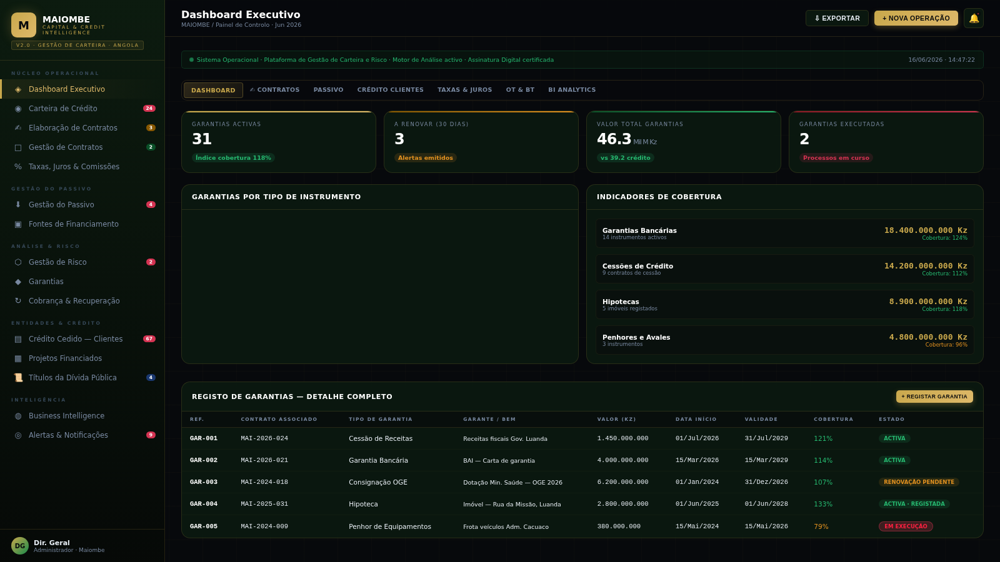 M
MAIOMBE
CAPITAL & CREDIT
INTELLIGENCE
V2.0 · GESTÃO DE CARTEIRA · ANGOLA
NÚCLEO OPERACIONAL
Dashboard Executivo
Carteira de Crédito 24
Elaboração de Contratos 3
Gestão de Contratos 2
% Taxas, Juros & Comissões
GESTÃO DO PASSIVO
Gestão do Passivo 4
Fontes de Financiamento
ANÁLISE & RISCO
Gestão de Risco 2
Garantias
Cobrança & Recuperação
ENTIDADES & CRÉDITO
Crédito Cedido — Clientes 67
Projetos Financiados
Títulos da Dívida Pública 4
INTELIGÊNCIA
Business Intelligence
Alertas & Notificações 9
DG
Dir. Geral
Administrador · Maiombe
Dashboard Executivo
MAIOMBE / Painel de Controlo · Jun 2026
⇩ EXPORTAR
+ NOVA OPERAÇÃO
Sistema Operacional · Plataforma de Gestão de Carteira e Risco · Motor de Análise activo · Assinatura Digital certificada
16/06/2026 · 14:47:22
DASHBOARD
✍ CONTRATOS
PASSIVO
CRÉDITO CLIENTES
TAXAS & JUROS
OT & BT
BI ANALYTICS
GARANTIAS ACTIVAS
31
Índice cobertura 118%
A RENOVAR (30 DIAS)
3
Alertas emitidos
VALOR TOTAL GARANTIAS
46.3 Mil M Kz
vs 39.2 crédito
GARANTIAS EXECUTADAS
2
Processos em curso
GARANTIAS POR TIPO DE INSTRUMENTO
INDICADORES DE COBERTURA
Garantias Bancárias 18.400.000.000 Kz
14 instrumentos activos Cobertura: 124%
Cessões de Crédito 14.200.000.000 Kz
9 contratos de cessão Cobertura: 112%
Hipotecas 8.900.000.000 Kz
5 imóveis registados Cobertura: 118%
Penhores e Avales 4.800.000.000 Kz
3 instrumentos Cobertura: 96%
REGISTO DE GARANTIAS — DETALHE COMPLETO
+ REGISTAR GARANTIA
REF. CONTRATO ASSOCIADO TIPO DE GARANTIA GARANTE / BEM VALOR (KZ) DATA INÍCIO VALIDADE COBERTURA ESTADO
GAR-001 MAI-2026-024 Cessão de Receitas Receitas fiscais Gov. Luanda 1.450.000.000 01/Jul/2026 31/Jul/2029 121% ACTIVA
GAR-002 MAI-2026-021 Garantia Bancária BAI — Carta de garantia 4.000.000.000 15/Mar/2026 15/Mar/2029 114% ACTIVA
GAR-003 MAI-2024-018 Consignação OGE Dotação Min. Saúde — OGE 2026 6.200.000.000 01/Jan/2024 31/Dez/2026 107% RENOVAÇÃO PENDENTE
GAR-004 MAI-2025-031 Hipoteca Imóvel — Rua da Missão, Luanda 2.800.000.000 01/Jun/2025 01/Jun/2028 133% ACTIVA · REGISTADA
GAR-005 MAI-2024-009 Penhor de Equipamentos Frota veículos Adm. Cacuaco 380.000.000 15/Mai/2024 15/Mai/2026 79% EM EXECUÇÃO